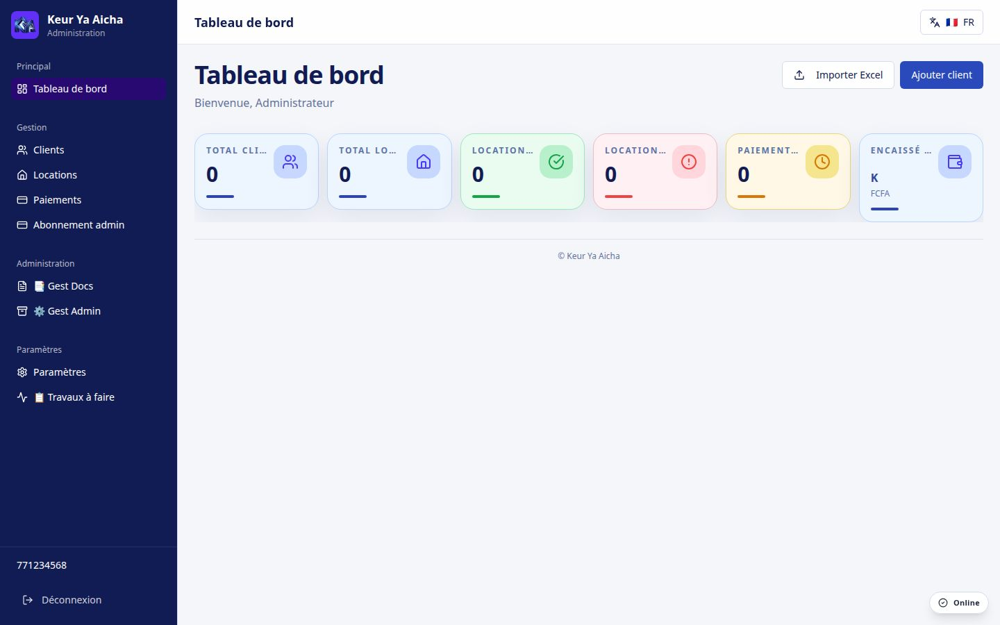 Keur Ya Aicha
Administration
Principal
Tableau de bord
Gestion
Clients
Locations
Paiements
Abonnement admin
Administration
📑 Gest Docs
⚙️ Gest Admin
Paramètres
Paramètres
📋 Travaux à faire
771234568
Déconnexion
Tableau de bord
🇫🇷 FR
Tableau de bord
Bienvenue, Administrateur
Importer Excel
Ajouter client
TOTAL CLI...
0
TOTAL LO...
0
LOCATION...
0
LOCATION...
0
PAIEMENT...
0
ENCAISSÉ ...
K
FCFA
© Keur Ya Aicha
Online